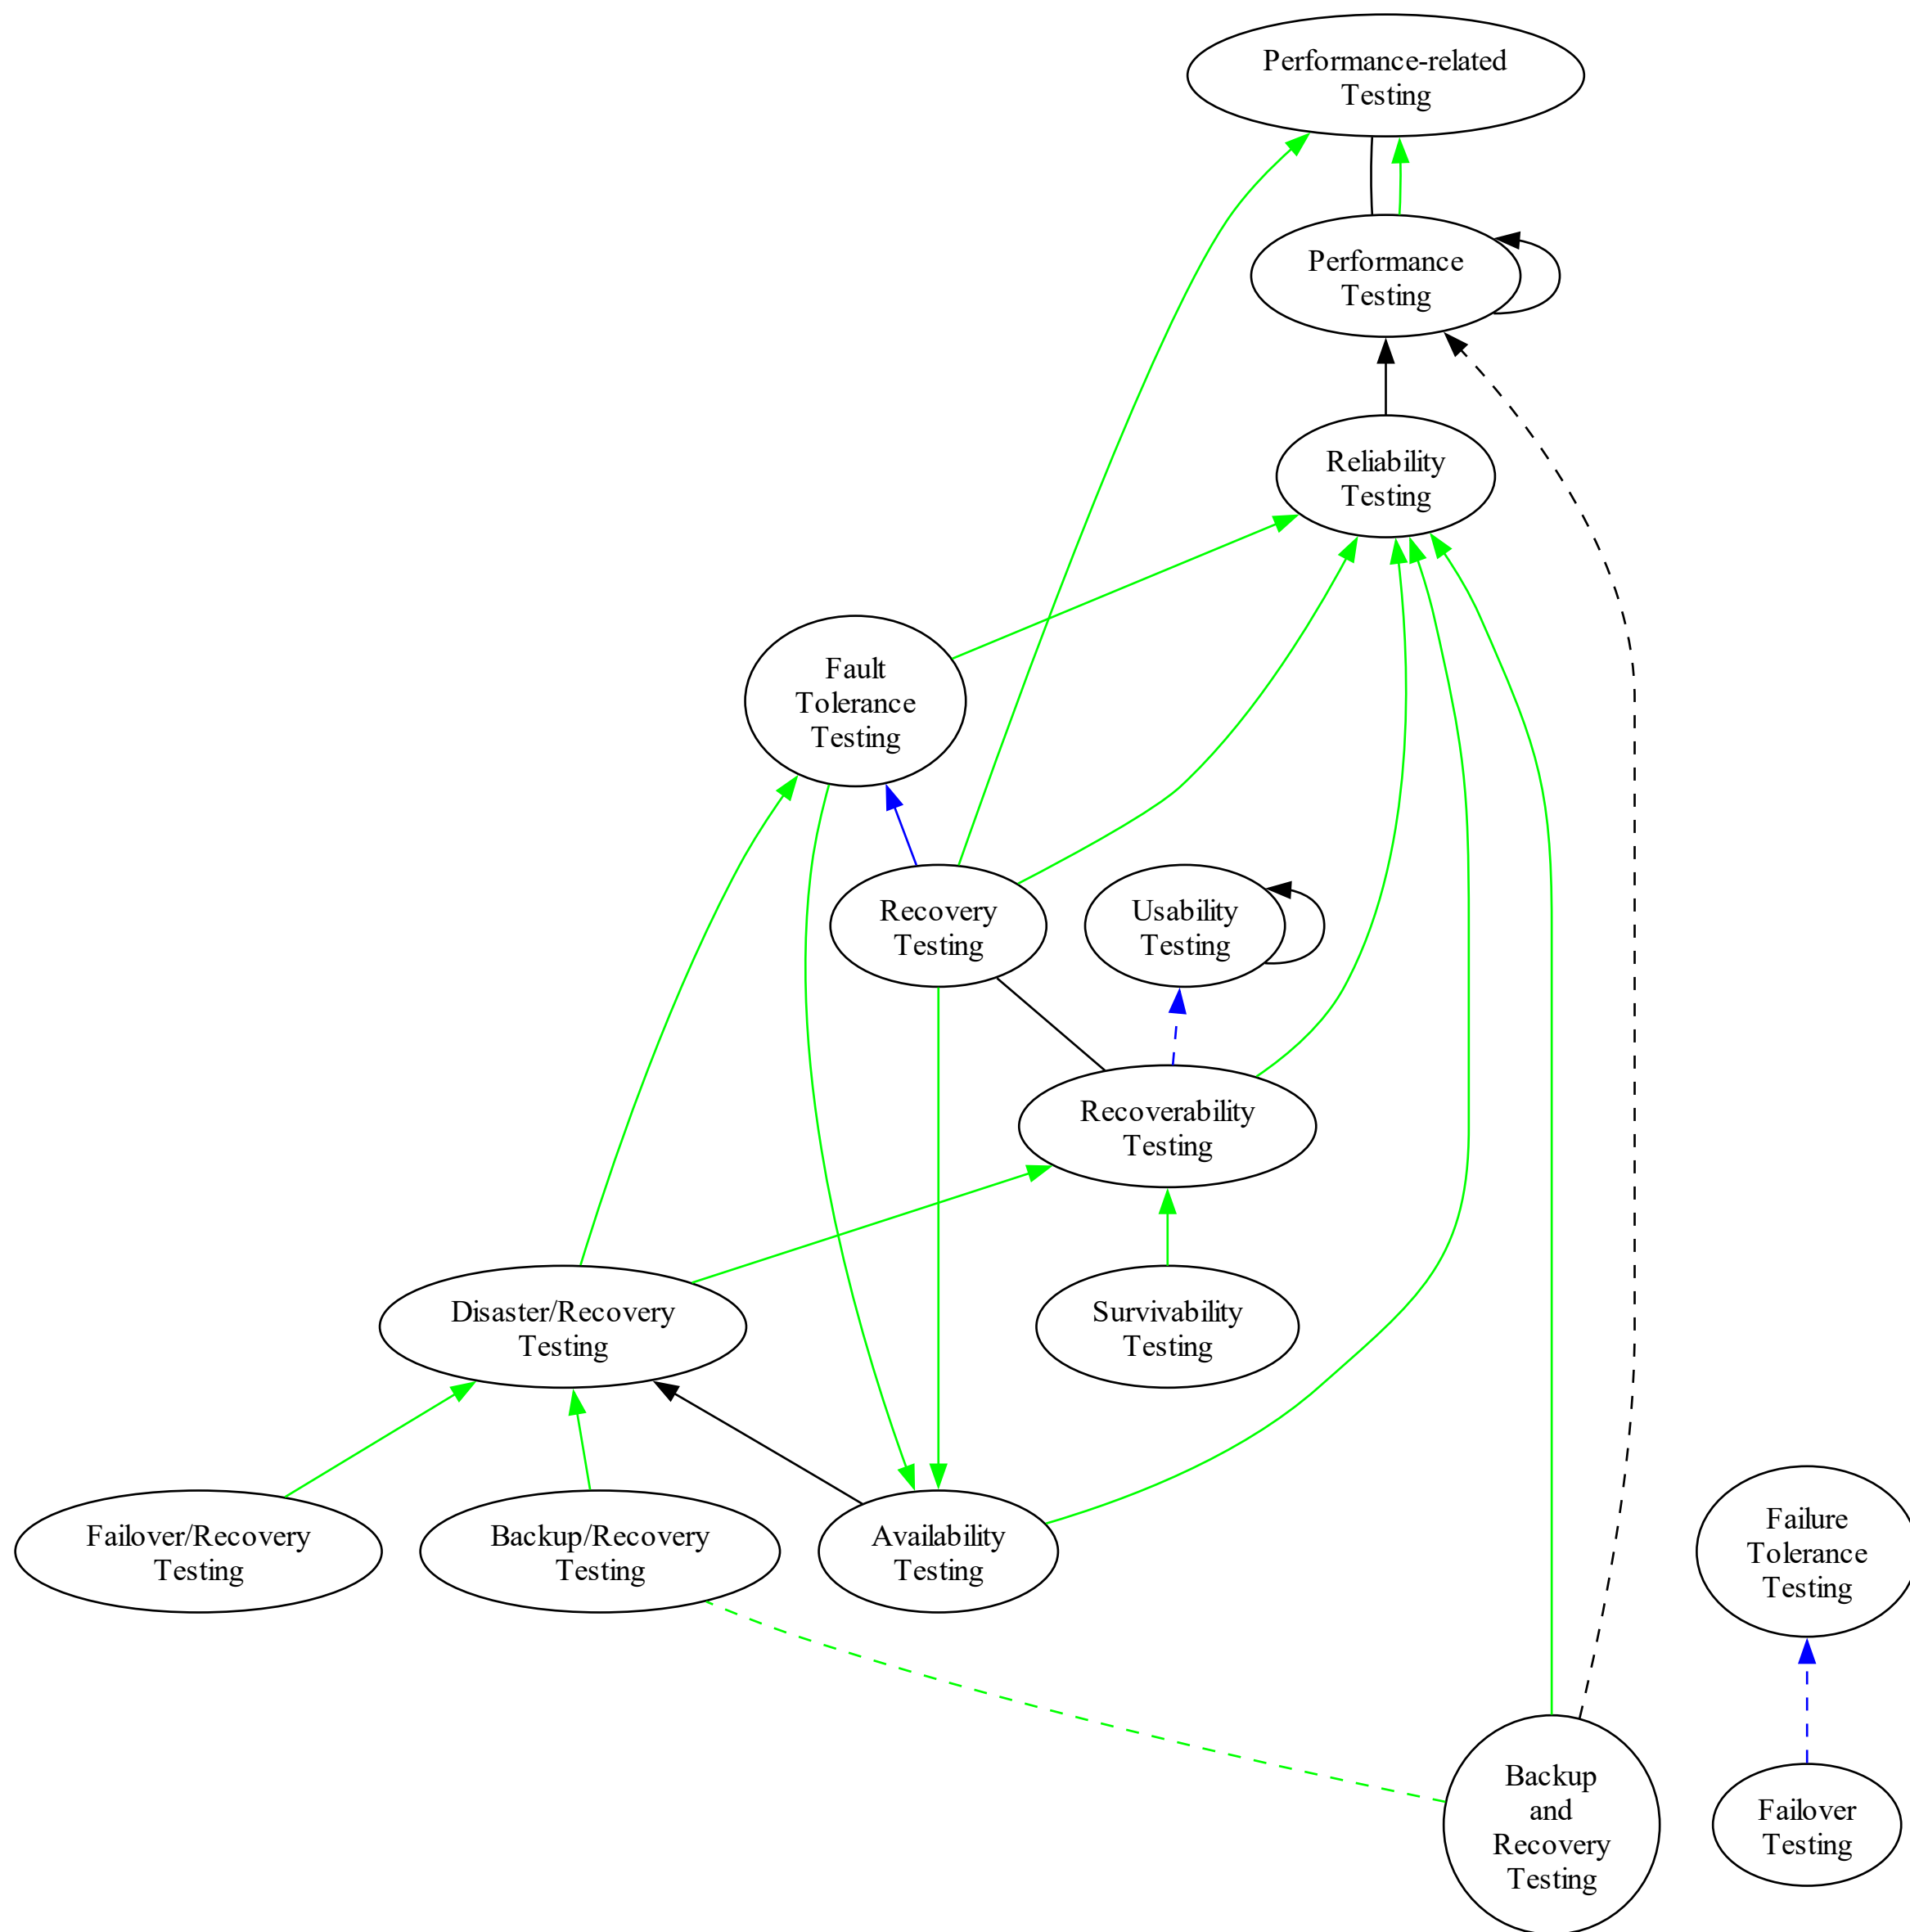 Performance-related
Testing
Performance
Testing
Reliability
Testing
Fault
Tolerance
Testing
Recovery
Testing
Usability
Testing
Recoverability
Testing
Disaster/Recovery
Testing
Survivability
Testing
Failover/Recovery
Testing
Backup/Recovery
Testing
Availability
Testing
Failure
Tolerance
Testing
Backup
and
Recovery
Testing
Failover
Testing